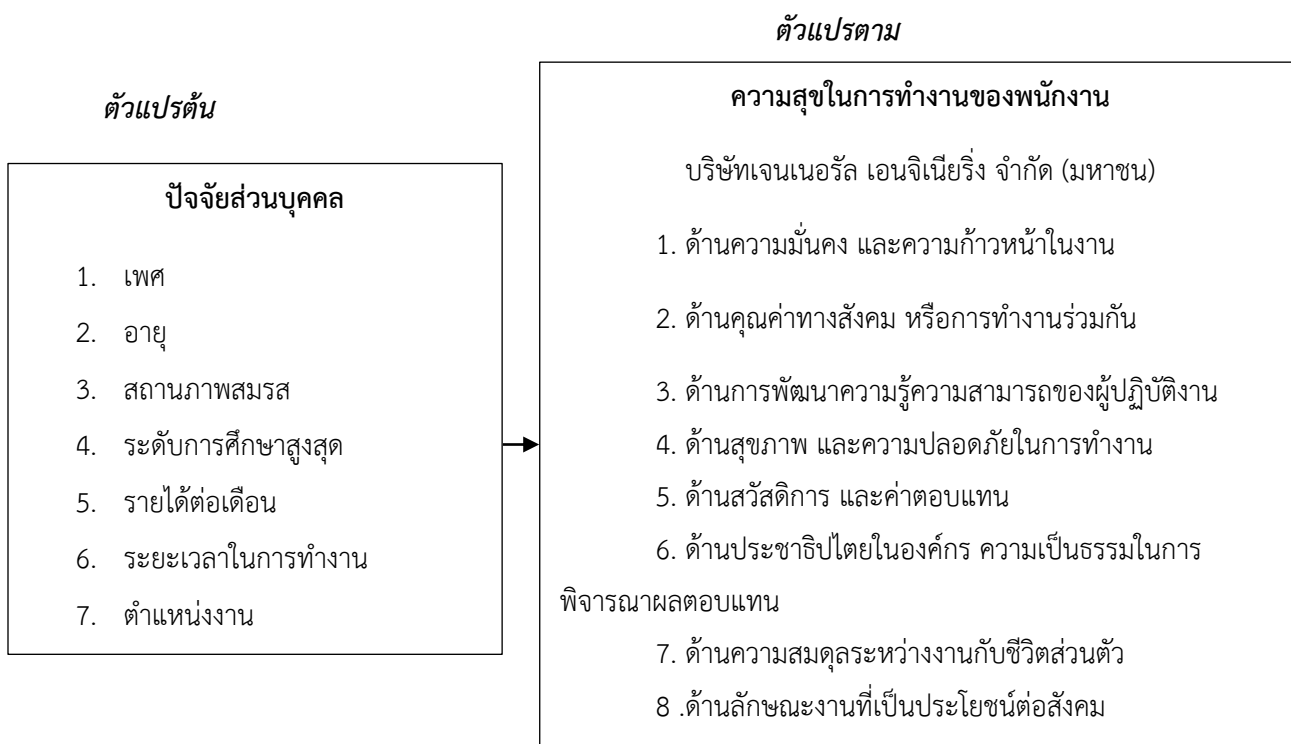 ตัวแปรต้น
ปัจจัยส่วนบุคคล
1. เพศ
2. อายุ
3. สถานภาพสมรส
4. ระดับการศึกษาสูงสุด
5. รายได้ต่อเดือน
6. ระยะเวลาในการทำงาน
7. ตำแหน่งงาน
ตัวแปรตาม
ความสุขในการทำงานของพนักงาน
บริษัทเจนเนอรัล เอนจิเนียริ่ง จำกัด (มหาชน)
1. ด้านความมั่นคง และความก้าวหน้าในงาน
2. ด้านคุณค่าทางสังคม หรือการทำงานร่วมกัน
3. ด้านการพัฒนาความรู้ความสามารถของผู้ปฏิบัติงาน
4. ด้านสุขภาพ และความปลอดภัยในการทำงาน
5. ด้านสวัสดิการ และค่าตอบแทน
6. ด้านประชาธิปไตยในองค์กร ความเป็นธรรมในการ
พิจารณาผลตอบแทน
7. ด้านความสมดุลระหว่างงานกับชีวิตส่วนตัว
8 .ด้านลักษณะงานที่เป็นประโยชน์ต่อสังคม